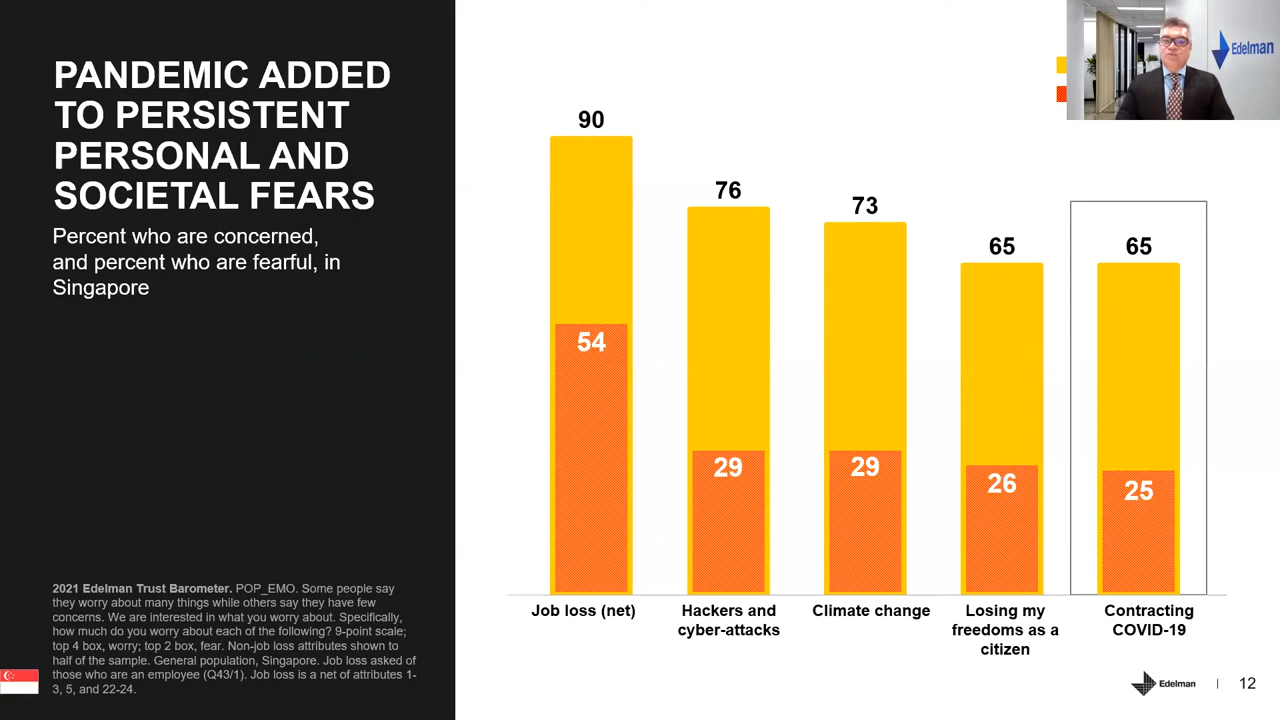 PANDEMIC ADDED
TO PERSISTENT
PERSONAL AND
SOCIETAL FEARS
Percent who are concerned,
and percent who are fearful, in
Singapore
2021 Edelman Trust Barometer. POP_EMO. Some people say
they worry about many things while others say they have few
concerns. We are interested in what you worry about. Specifically,
how much do you worry about each of the following? 9-point scale;
top 4 box, worry; top 2 box, fear. Non-job loss attributes shown to
half of the sample. General population, Singapore. Job loss asked of
those who are an employee (Q43/1). Job loss is a net of attributes 1-
3, 5, and 22-24.
Edelman
90
76
73
65
65
54
29
29
26
25
Job loss (net)
Hackers and
cyber-attacks
Climate change
Losing my
freedoms as a
citizen
Contracting
COVID-19
Edelman
12